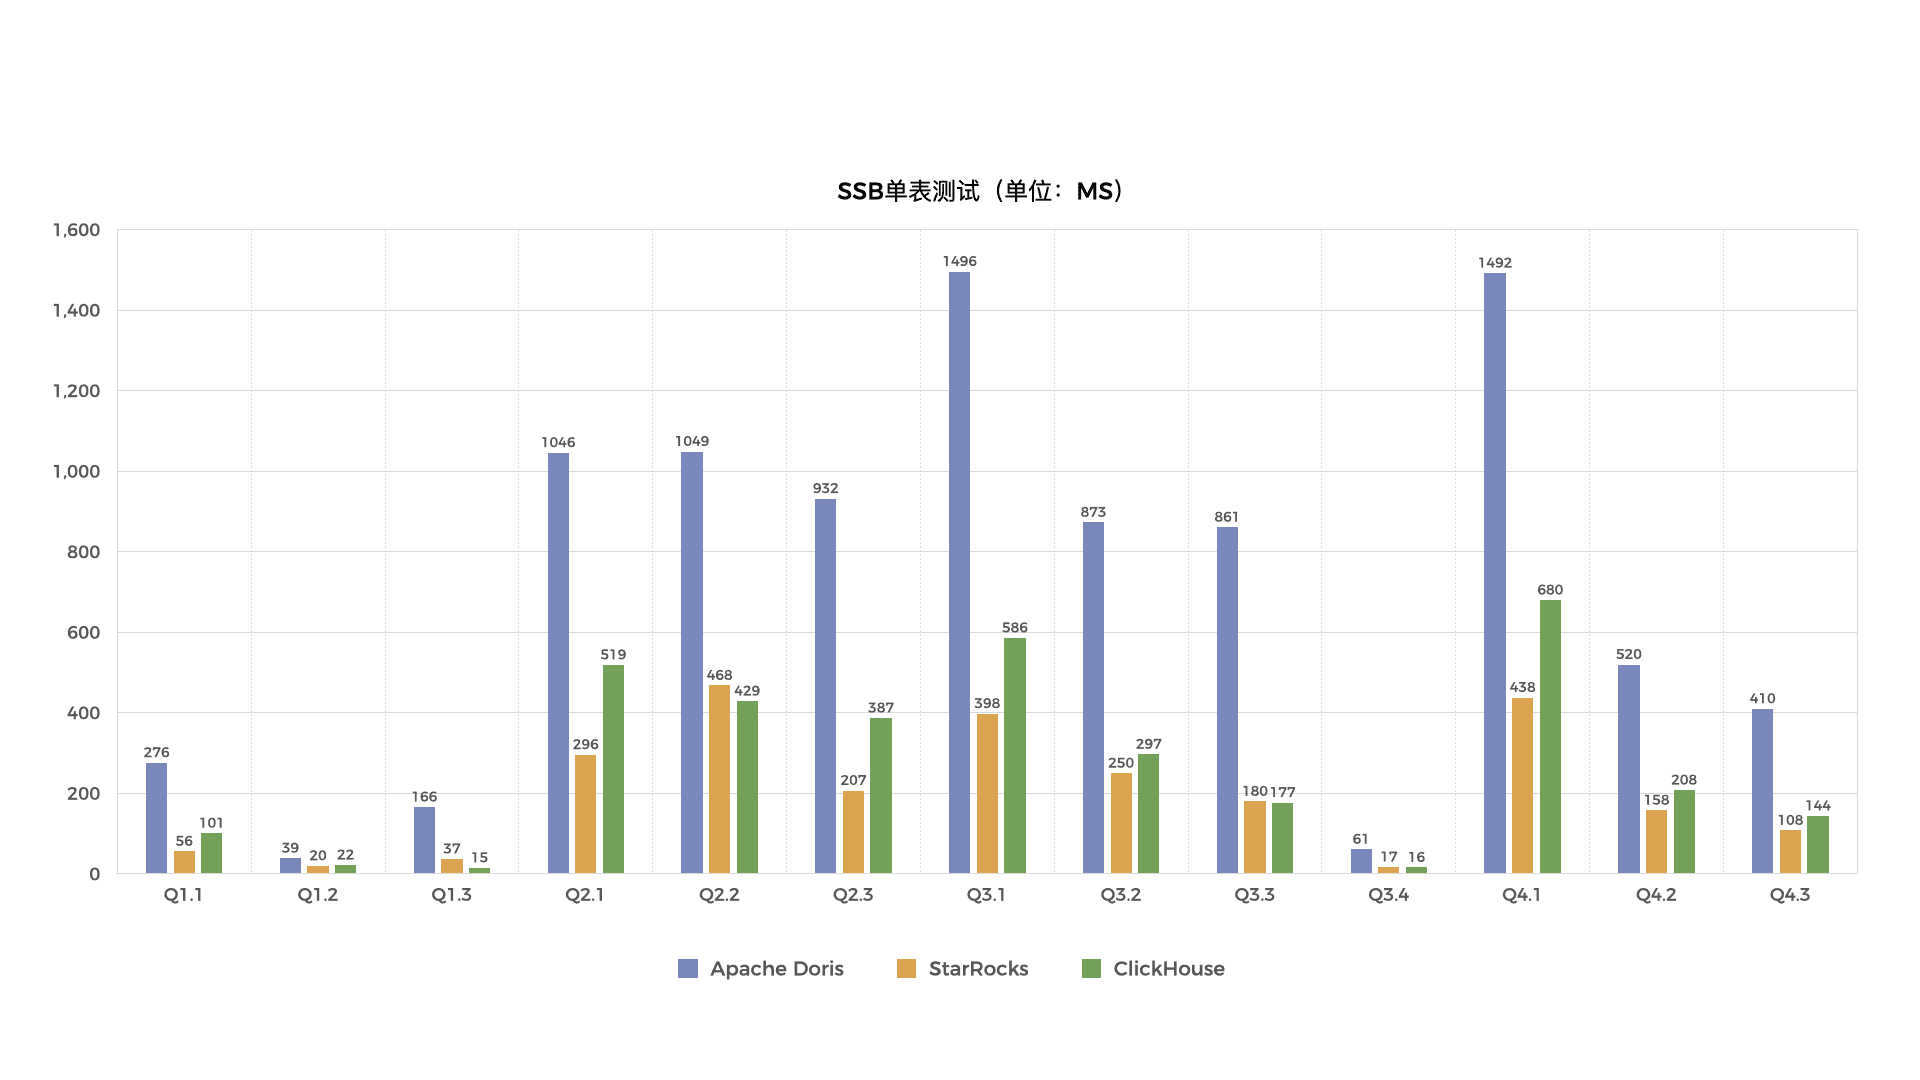 SSB单表测试（单位：MS）
1,600
1,400
1,200
1,000
800
600
400
200
0
276 56 101
39 20 22
166 37 15
1046 296 519
1049 468 429
932 207 387
1496 398 586
873 250 297
861 180 177
61 17 16
1492 438 680
520 158 208
410 108 144
Q1.1 Q1.2 Q1.3 Q2.1 Q2.2 Q2.3 Q3.1 Q3.2 Q3.3 Q3.4 Q4.1 Q4.2 Q4.3
Apache Doris StarRocks ClickHouse